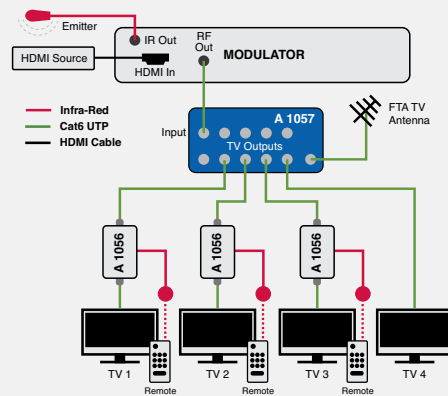 Emitter
IR Out
RF
Out
HDMI Source
HDMI In
MODULATOR
Infra-Red
Cat6 UTP
HDMI Cable
A 1057
Input
TV Outputs
FTA TV
Antenna
A 1056
A 1056
A 1056
TV 1
TV 2
TV 3
TV 4
Remote
Remote
Remote